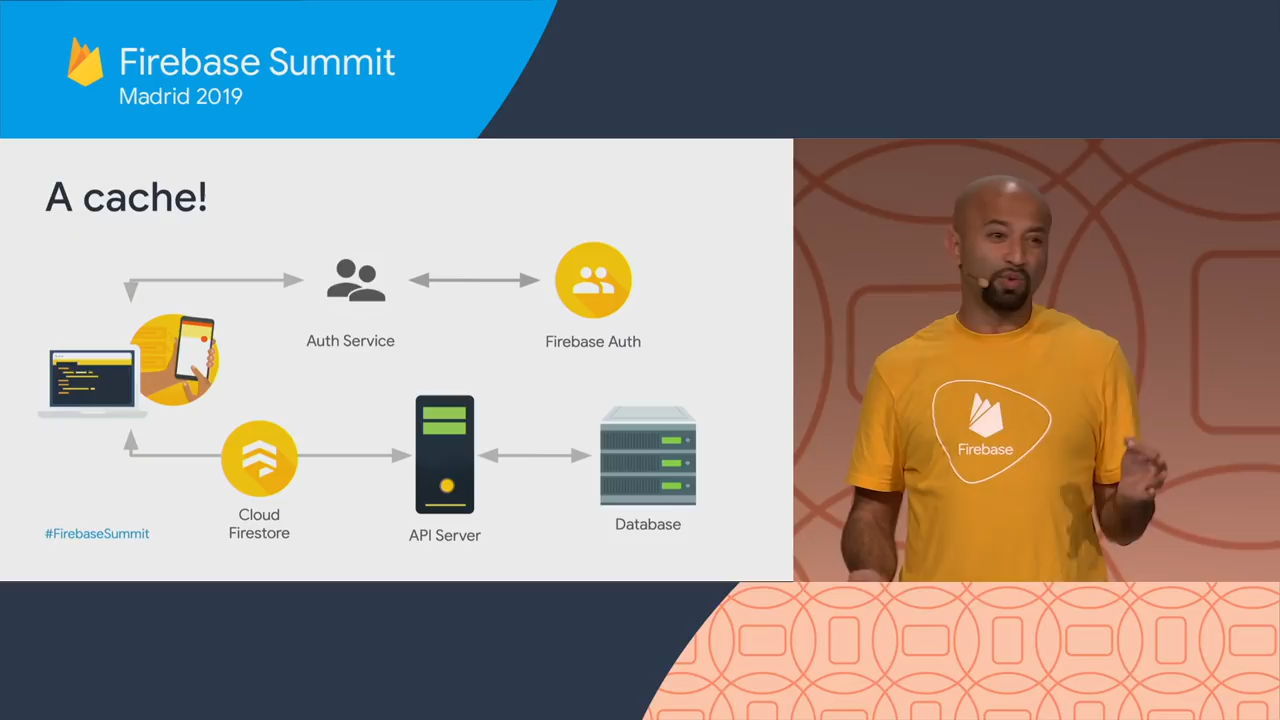 Firebase Summit
Madrid 2019
A cache!
Auth Service
Firebase Auth
Cloud
Firestore
API Server
Database
#FirebaseSummit
Firebase